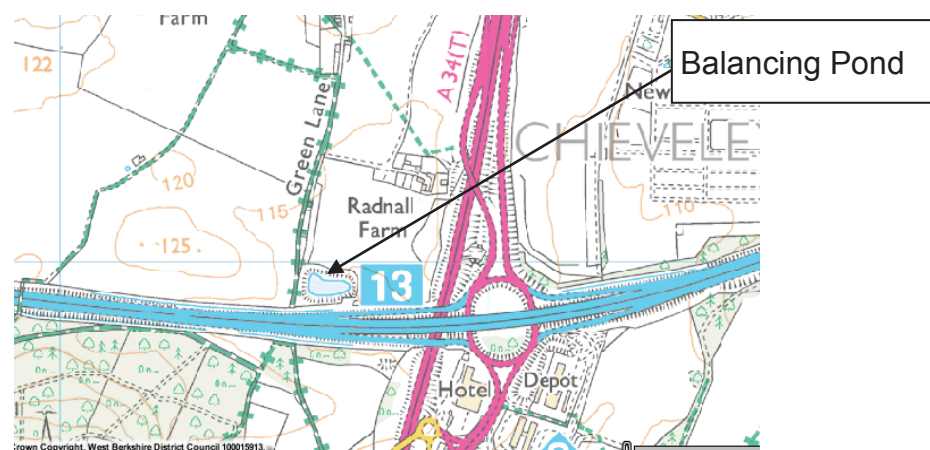 Farm
122
A 34(T)
Balancing Pond
New
CHIEVELEY
Green Lane
120
115
Radnall
Farm
110
125
13
Hotel
Depot
Crown Copyright. West Berkshire District Council 100015913.